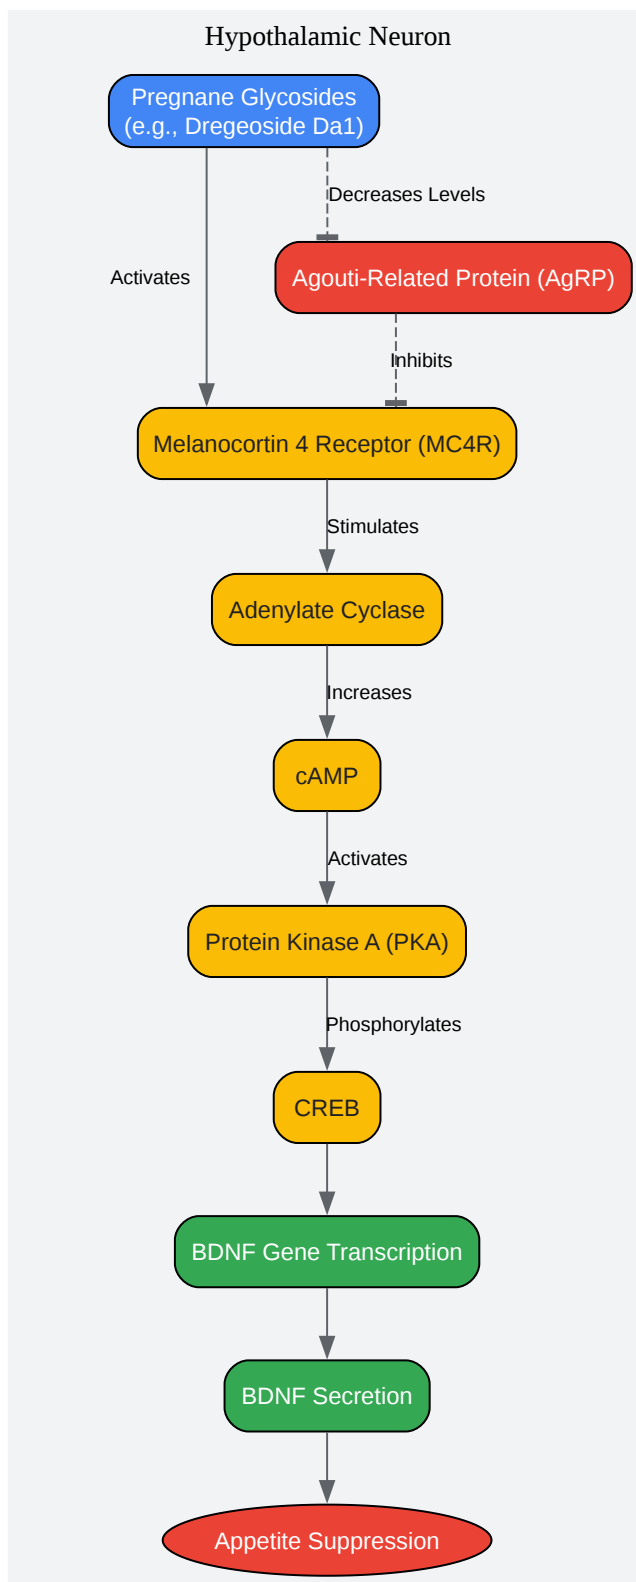 Hypothalamic Neuron
Pregnane Glycosides
(e.g., Dregeoside Da1)
Decreases Levels
Activates
Agouti-Related Protein (AgRP)
Inhibits
Melanocortin 4 Receptor (MC4R)
Stimulates
Adenylate Cyclase
Increases
cAMP
Activates
Protein Kinase A (PKA)
Phosphorylates
CREB
BDNF Gene Transcription
BDNF Secretion
Appetite Suppression